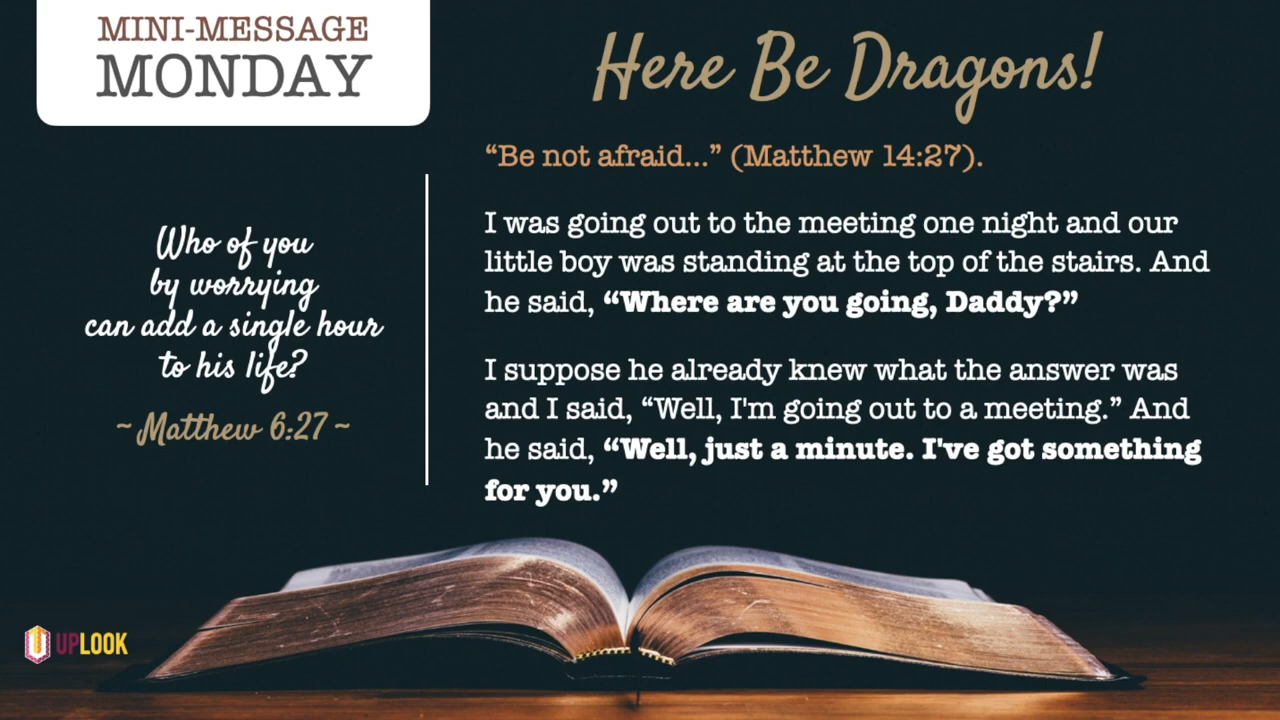 MINI-MESSAGE
MONDAY
Here Be Dragons!
“Be not afraid...” (Matthew 14:27).
I was going out to the meeting one night and our
little boy was standing at the top of the stairs. And
he said, “Where are you going, Daddy?”
I suppose he already knew what the answer was
and I said, “Well, I'm going out to a meeting.” And
he said, “Well, just a minute. I've got something
for you.”
Who of you
by worrying
can add a single hour
to his life?
~ Matthew 6:27 ~
UPLOOK